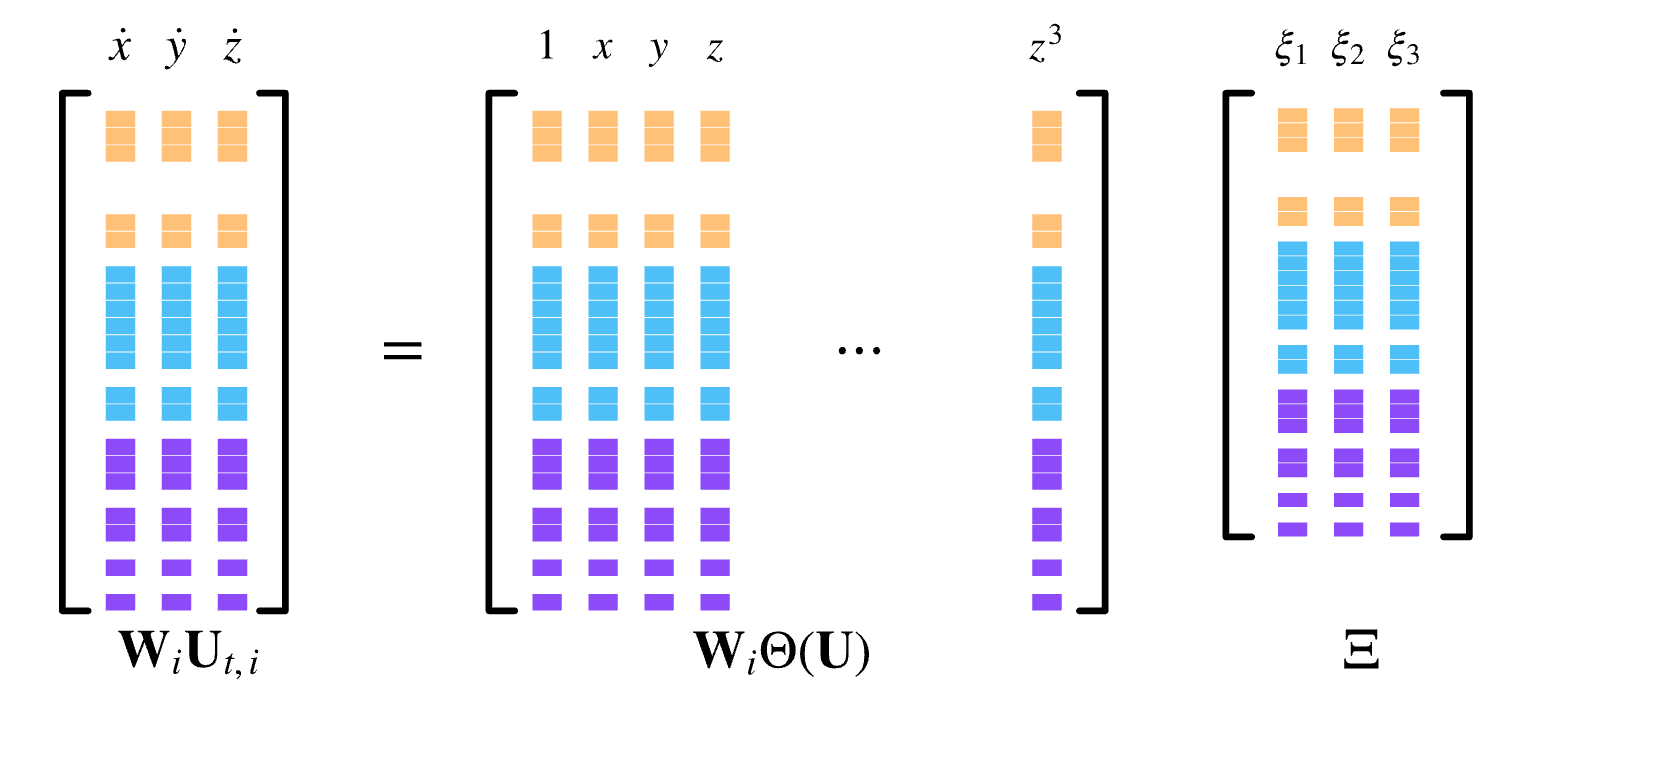 ẋ ẏ ż 1 x y z z³ ξ₁ ξ₂ ξ₃
= ...
WᵢUₜ,ᵢ WᵢΘ(U) Ξ